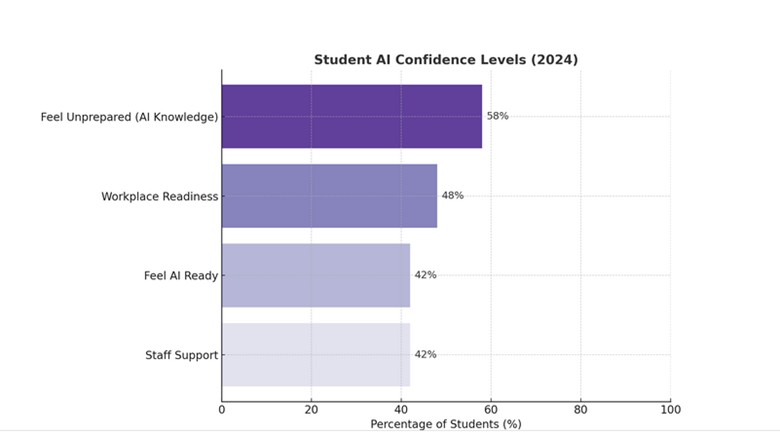 Student AI Confidence Levels (2024)
Feel Unprepared (AI Knowledge)
58%
Workplace Readiness
48%
Feel AI Ready
42%
Staff Support
42%
0 20 40 60 80 100
Percentage of Students (%)